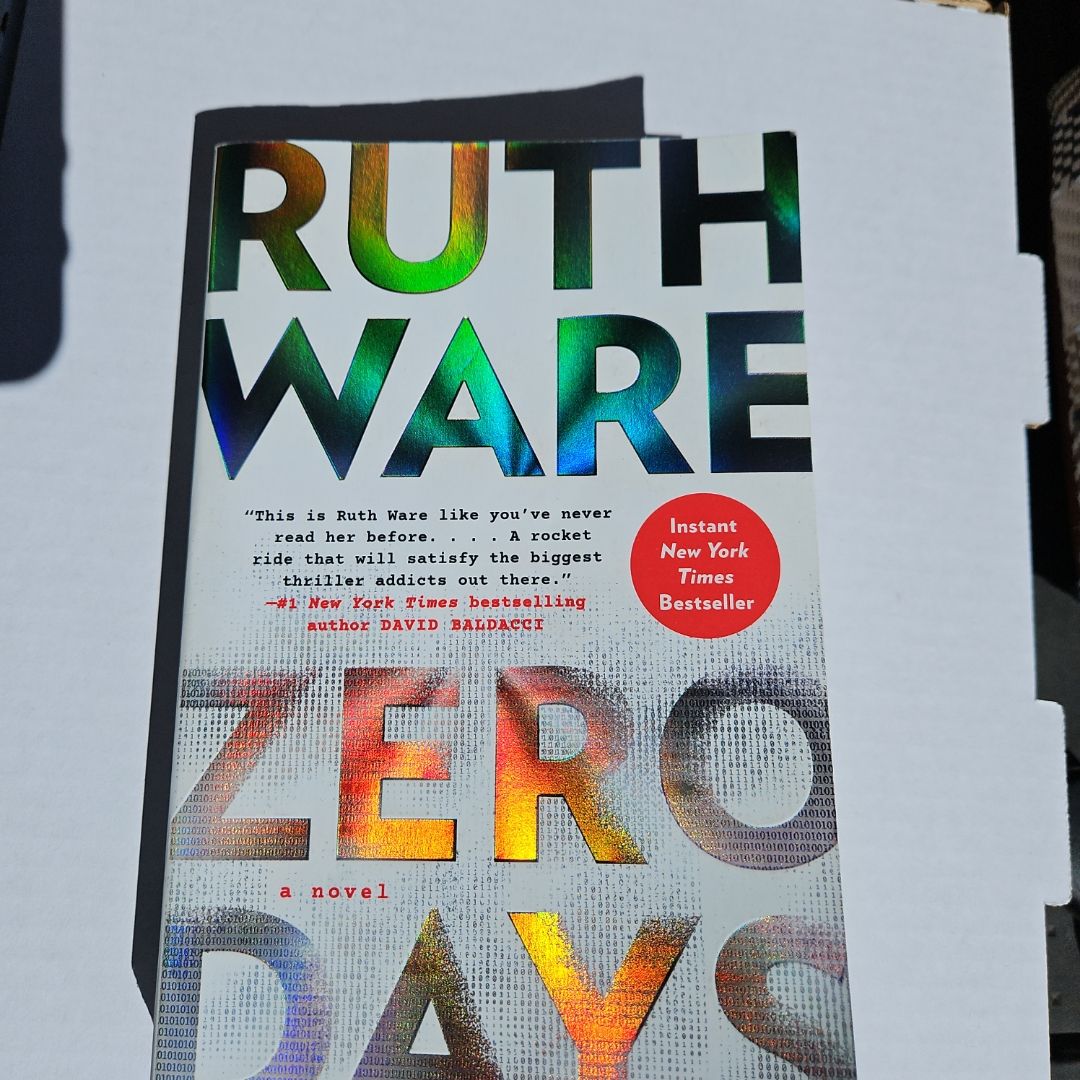 RUTH
WARE
“This is Ruth Ware like you’ve never
read her before. . . . A rocket
ride that will satisfy the biggest
thriller addicts out there.”
—#1 New York Times bestselling
author DAVID BALDACCI
Instant
New York
Times
Bestseller
ZERO
a novel
DAYS